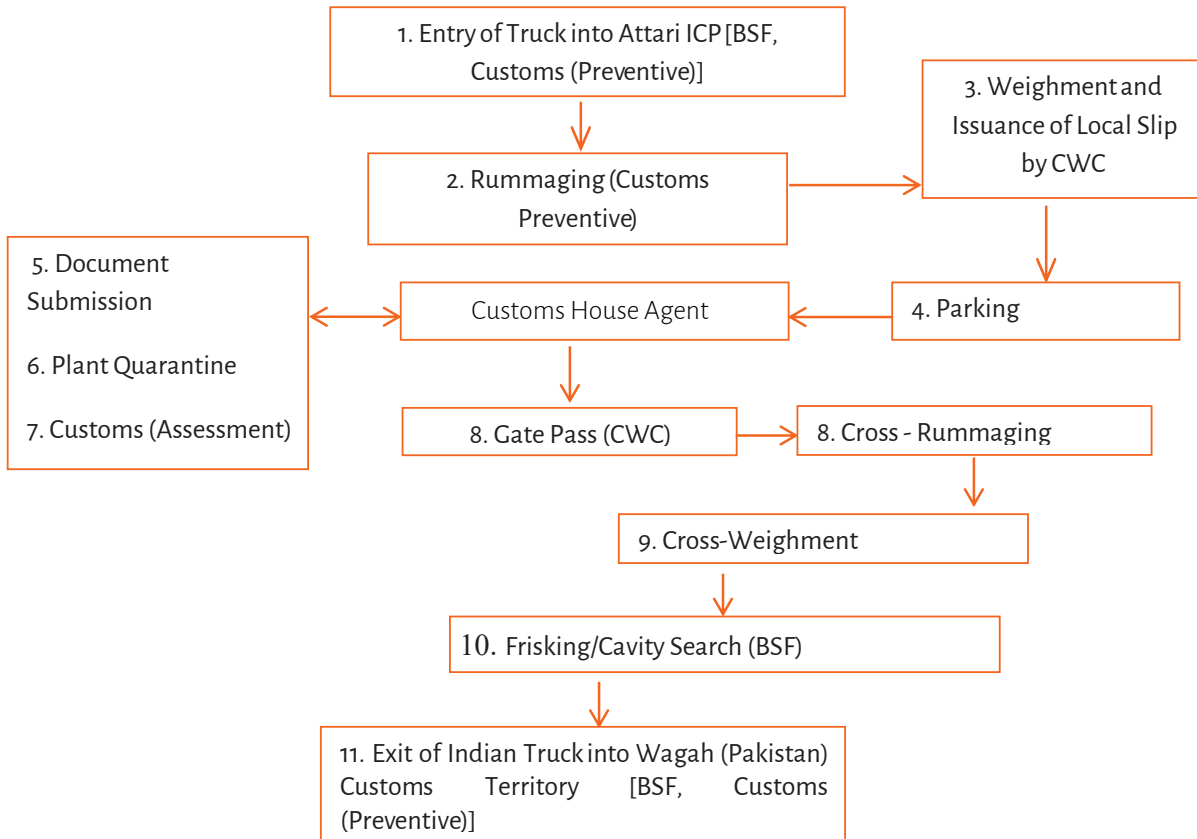 1. Entry of Truck into Attari ICP [BSF,
Customs (Preventive)]
2. Rummaging (Customs
Preventive)
3. Weighment and
Issuance of Local Slip
by CWC
4. Parking
Customs House Agent
5. Document
Submission
6. Plant Quarantine
7. Customs (Assessment)
8. Gate Pass (CWC)
8. Cross - Rummaging
9. Cross-Weighment
10. Frisking/Cavity Search (BSF)
11. Exit of Indian Truck into Wagah (Pakistan)
Customs Territory [BSF, Customs
(Preventive)]